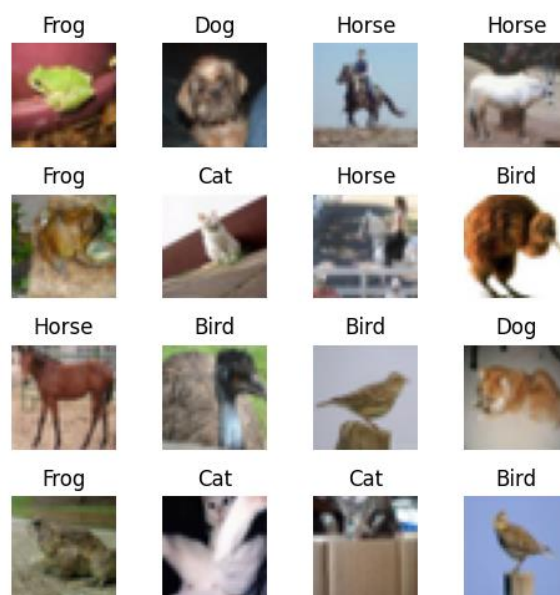 Frog Dog Horse Horse
Frog Cat Horse Bird
Horse Bird Bird Dog
Frog Cat Cat Bird